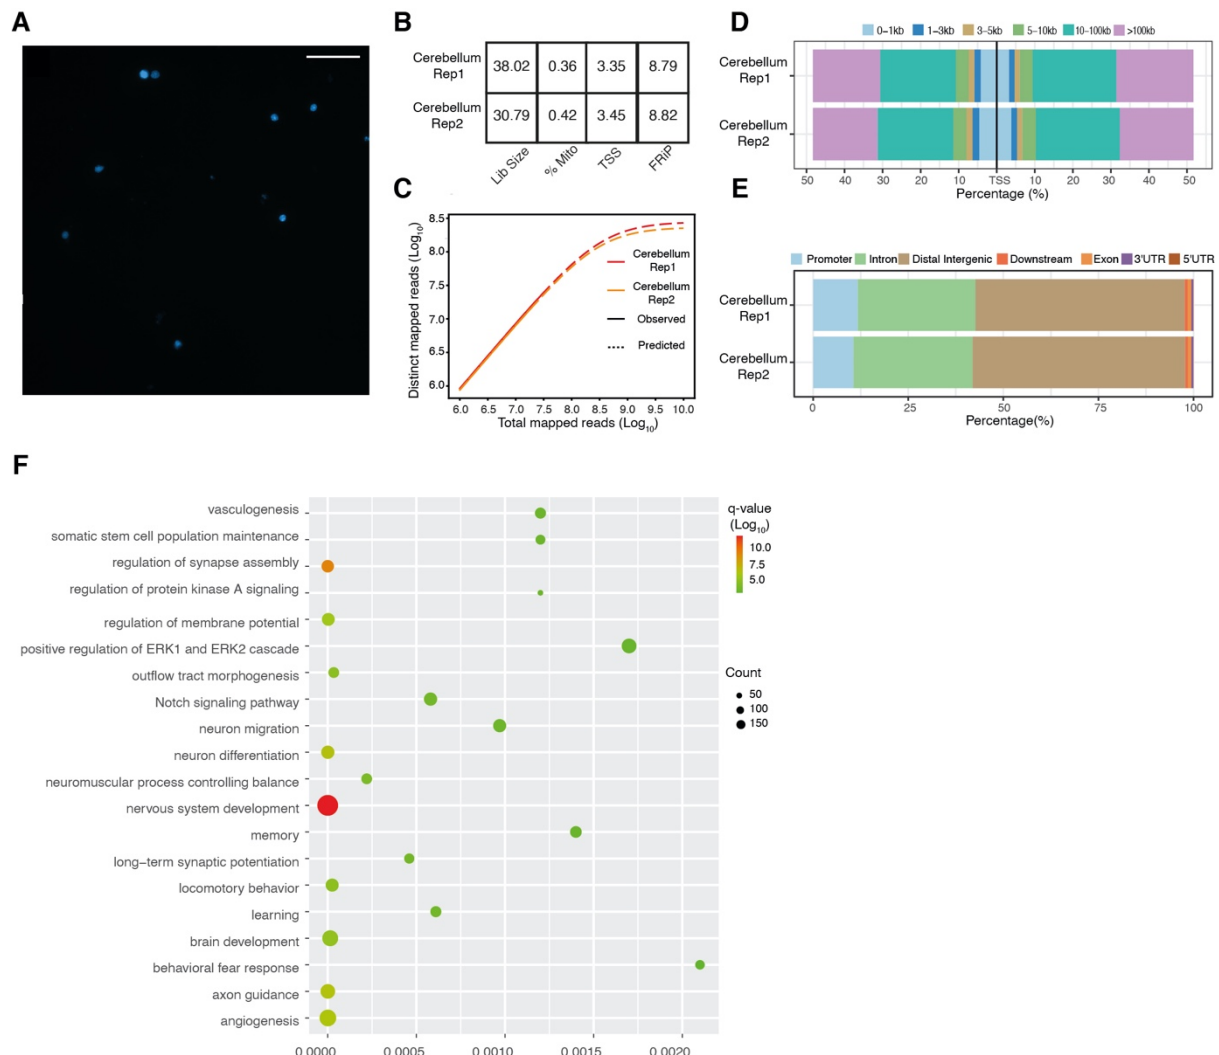 A
B
Cerebellum
Rep1
38.02 0.36 3.35 8.79
Cerebellum
Rep2
30.79 0.42 3.45 8.82
Lib Size % Mito TSS FRiP
C
Distinct mapped reads (Log10)
8.5
8.0
7.5
7.0
6.5
6.0
Cerebellum
Rep1
Cerebellum
Rep2
Observed
Predicted
6.0 6.5 7.0 7.5 8.0 8.5 9.0 9.5 10.0
Total mapped reads (Log10)
D
0–1kb 1–3kb 3–5kb 5–10kb 10–100kb >100kb
Cerebellum
Rep1
Cerebellum
Rep2
50 40 30 20 10 TSS 10 20 30 40 50
Percentage (%)
E
Promoter Intron Distal Intergenic Downstream Exon 3'UTR 5'UTR
Cerebellum
Rep1
Cerebellum
Rep2
0 25 50 75 100
Percentage(%)
F
vasculogenesis
somatic stem cell population maintenance
regulation of synapse assembly
regulation of protein kinase A signaling
regulation of membrane potential
positive regulation of ERK1 and ERK2 cascade
outflow tract morphogenesis
Notch signaling pathway
neuron migration
neuron differentiation
neuromuscular process controlling balance
nervous system development
memory
long–term synaptic potentiation
locomotory behavior
learning
brain development
behavioral fear response
axon guidance
angiogenesis
0.0000 0.0005 0.0010 0.0015 0.0020
q-value
(Log10)
10.0
7.5
5.0
Count
50
100
150